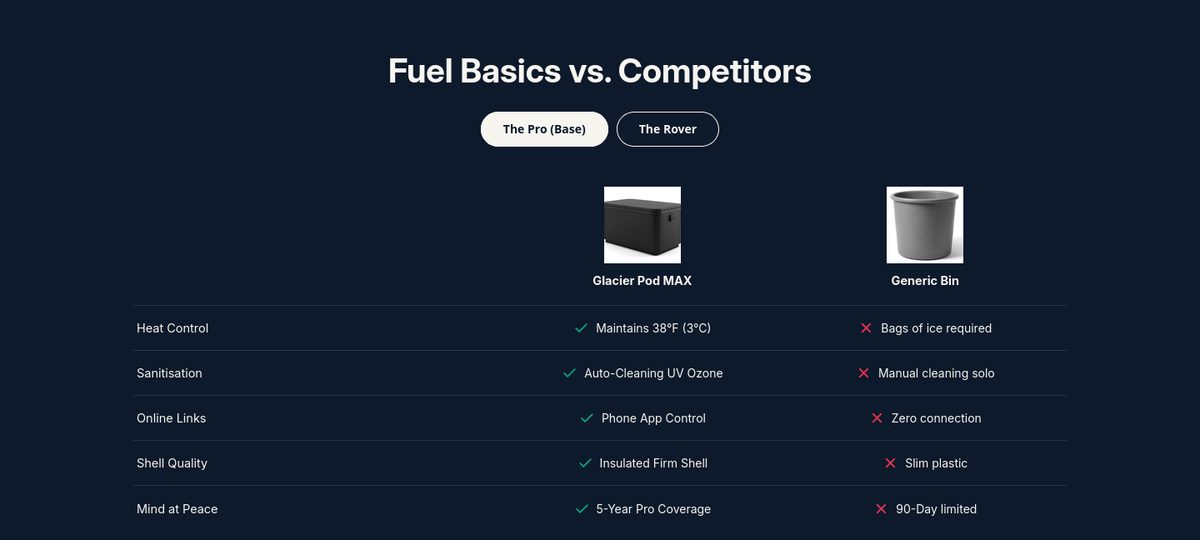 Fuel Basics vs. Competitors
The Pro (Base) The Rover
Glacier Pod MAX Generic Bin
Heat Control Maintains 38°F (3°C) Bags of ice required
Sanitisation Auto-Cleaning UV Ozone Manual cleaning solo
Online Links Phone App Control Zero connection
Shell Quality Insulated Firm Shell Slim plastic
Mind at Peace 5-Year Pro Coverage 90-Day limited